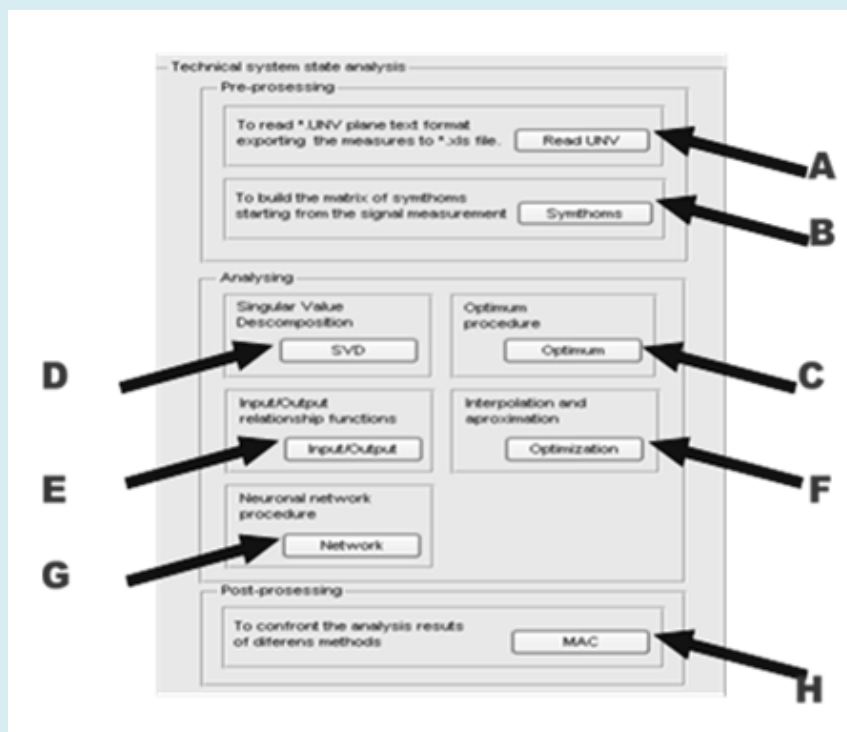 Technical system state analysis
Pre-prosessing
To read *.UNV plane text format
exporting the measures to *.xls file.
Read UNV
A
To build the matrix of symthoms
starting from the signal measurement
Symthoms
B
Analysing
Singular Value
Descomposition
SVD
D
Optimum
procedure
Optimum
C
Input/Output
relationship functions
Input/Output
E
Interpolation and
aproximation
Optimization
F
Neuronal network
procedure
Network
G
Post-prosessing
To confront the analysis resuts
of diferens methods
MAC
H